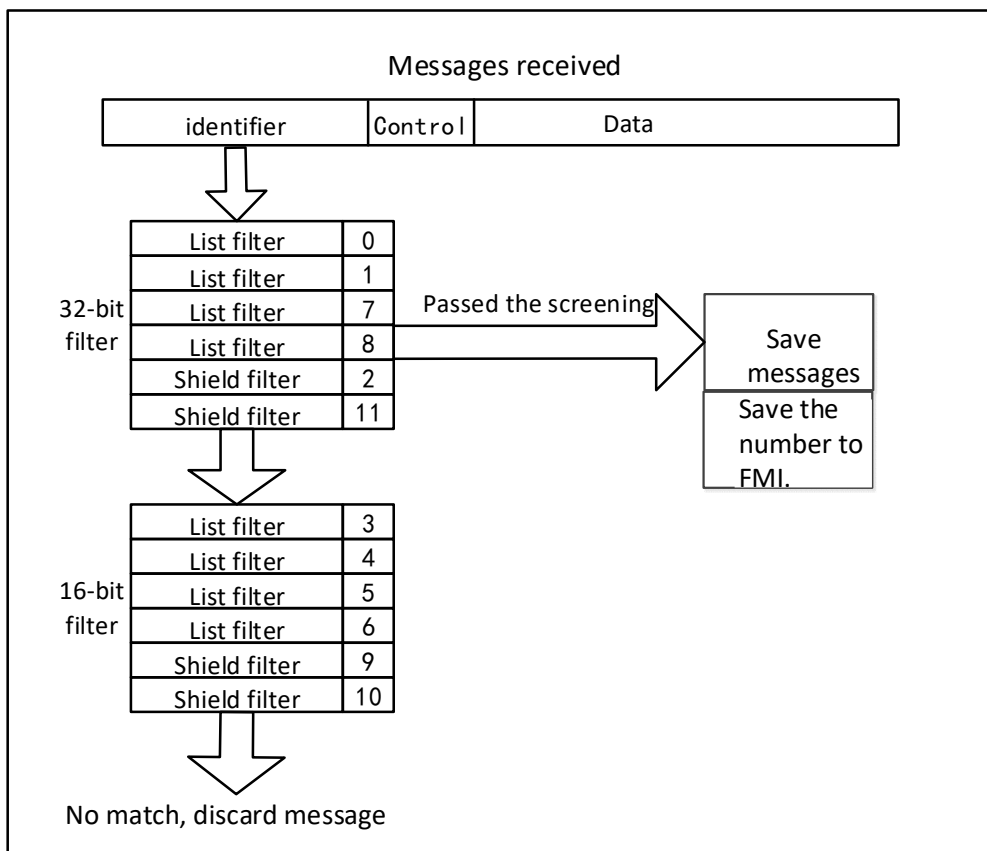 Messages received
identifier Control Data
List filter 0
List filter 1
List filter 7
List filter 8
Shield filter 2
Shield filter 11
32-bit
filter
Passed the screening
Save
messages
Save the
number to
FMI.
List filter 3
List filter 4
List filter 5
List filter 6
Shield filter 9
Shield filter 10
16-bit
filter
No match, discard message